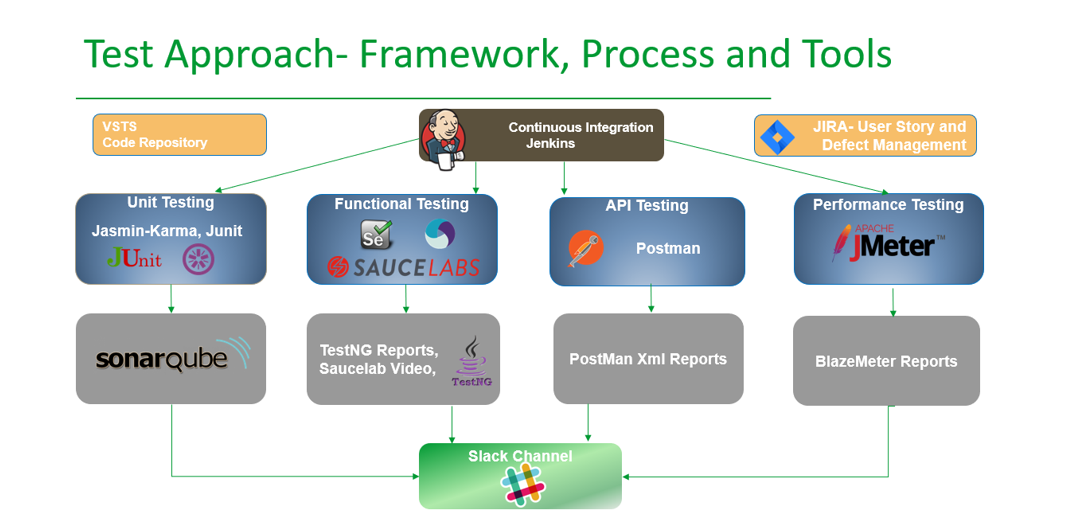 Test Approach- Framework, Process and Tools
VSTS
Code Repository
Continuous Integration
Jenkins
JIRA- User Story and
Defect Management
Unit Testing
Jasmin-Karma, Junit
JUnit
Functional Testing
Se
SAUCELABS
API Testing
Postman
Performance Testing
APACHE
JMeter™
sonarqube
TestNG Reports,
Saucelab Video,
TestNG
PostMan Xml Reports
BlazeMeter Reports
Slack Channel